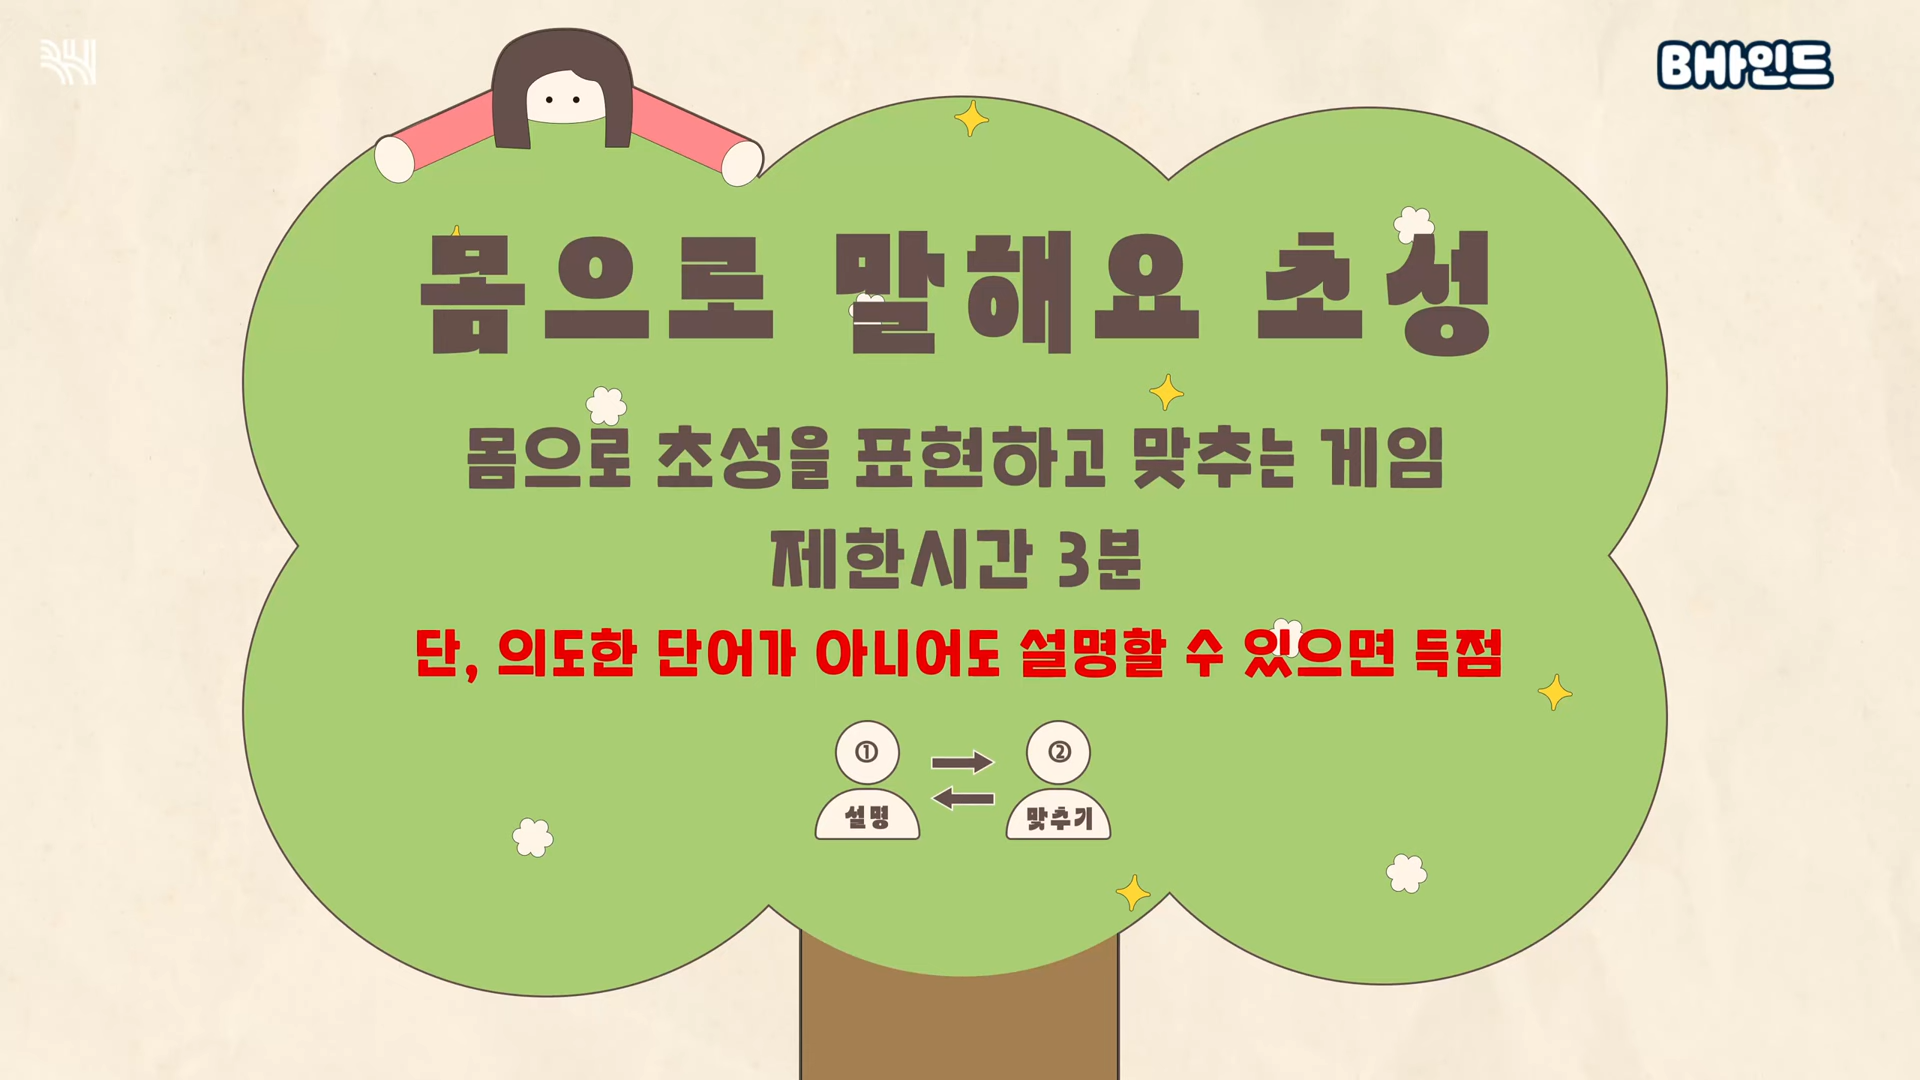 BH바인드
몸으로 말해요 초성
몸으로 초성을 표현하고 맞추는 게임
제한시간 3분
단, 의도한 단어가 아니어도 설명할 수 있으면 득점
① ②
설명 맞추기